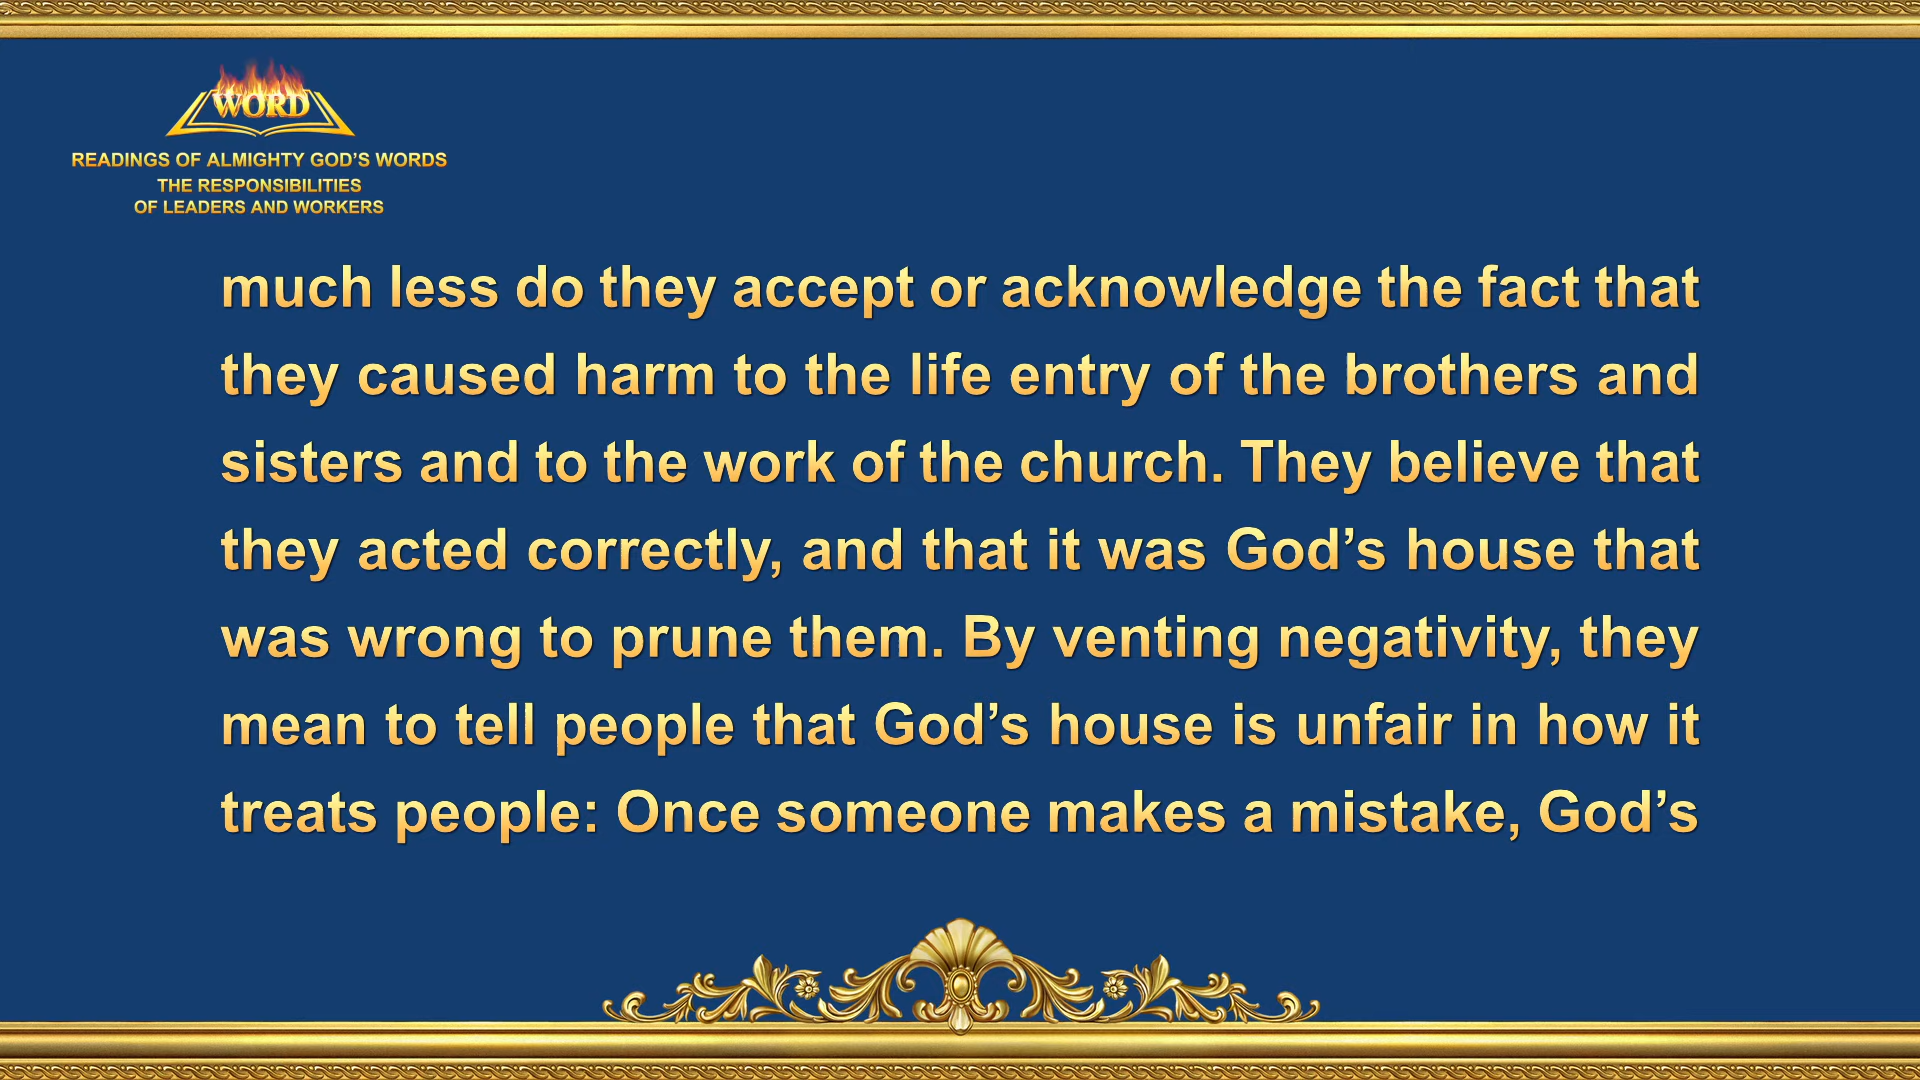 WORD
READINGS OF ALMIGHTY GOD’S WORDS
THE RESPONSIBILITIES
OF LEADERS AND WORKERS
much less do they accept or acknowledge the fact that
they caused harm to the life entry of the brothers and
sisters and to the work of the church. They believe that
they acted correctly, and that it was God’s house that
was wrong to prune them. By venting negativity, they
mean to tell people that God’s house is unfair in how it
treats people: Once someone makes a mistake, God’s